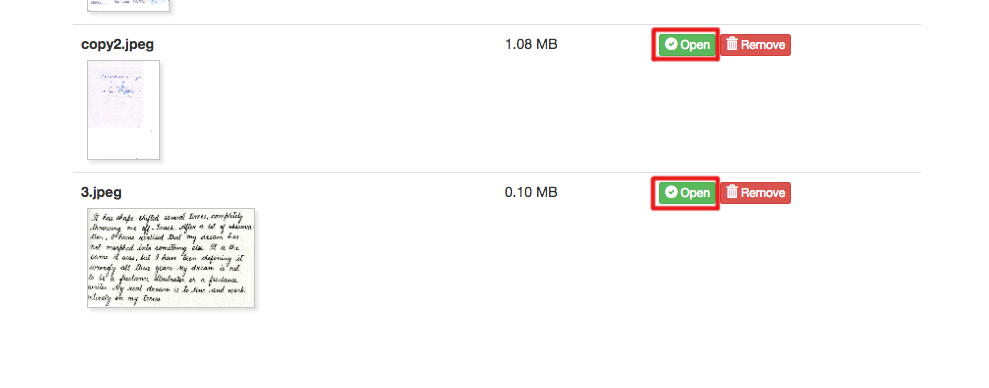 copy2.jpeg 1.08 MB Open Remove
3.jpeg 0.10 MB Open Remove
It has shape-shifted several times, completely
throwing me off-track. After a lot of observa-
tion, I have realised that my dream has
not morphed into something else. It is the
same it was, but I have been defining it
wrongly all these years. My dream is not
to be a freelance illustrator or a freelance
writer. My real dream is to live and work
entirely on my terms